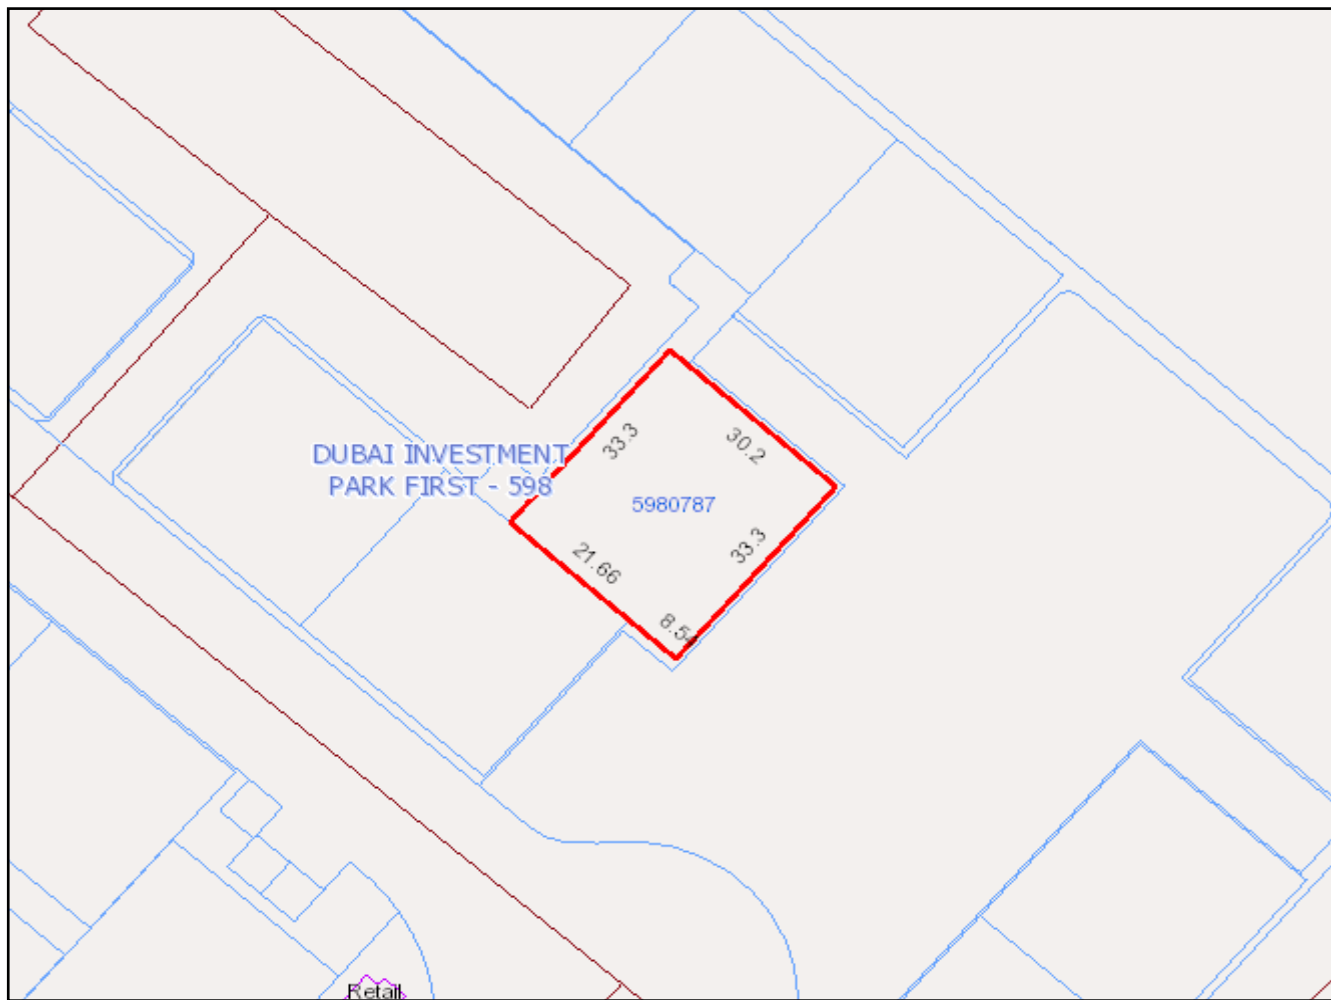 33.3
30.2
DUBAI INVESTMENT
PARK FIRST - 598
5980787
33.3
21.66
8.54
Retail